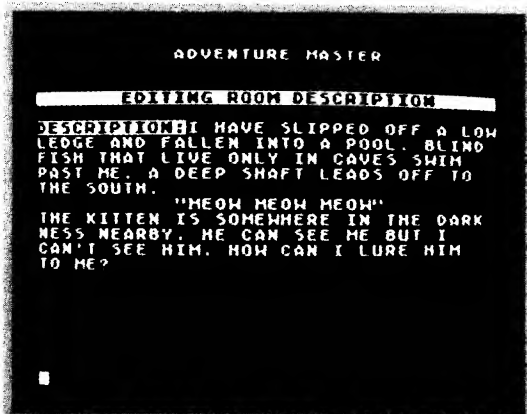 ADVENTURE MASTER
EDITING ROOM DESCRIPTION
DESCRIPTION:I HAVE SLIPPED OFF A LOW
LEDGE AND FALLEN INTO A POOL. BLIND
FISH THAT LIVE ONLY IN CAVES SWIM
PAST ME. A DEEP SHAFT LEADS OFF TO
THE SOUTH.
"MEOW MEOW MEOW"
THE KITTEN IS SOMEWHERE IN THE DARK
NESS NEARBY. HE CAN SEE ME BUT I
CAN'T SEE HIM. HOW CAN I LURE HIM
TO ME?